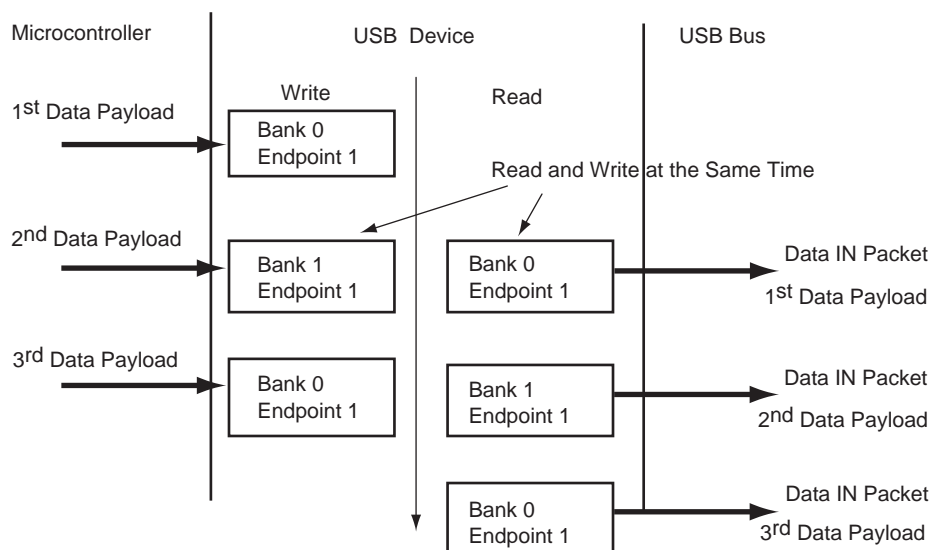 Microcontroller
USB Device
USB Bus
Write
Read
1st Data Payload
Bank 0
Endpoint 1
Read and Write at the Same Time
2nd Data Payload
Bank 1
Endpoint 1
Bank 0
Endpoint 1
Data IN Packet
1st Data Payload
3rd Data Payload
Bank 0
Endpoint 1
Bank 1
Endpoint 1
Data IN Packet
2nd Data Payload
Bank 0
Endpoint 1
Data IN Packet
3rd Data Payload